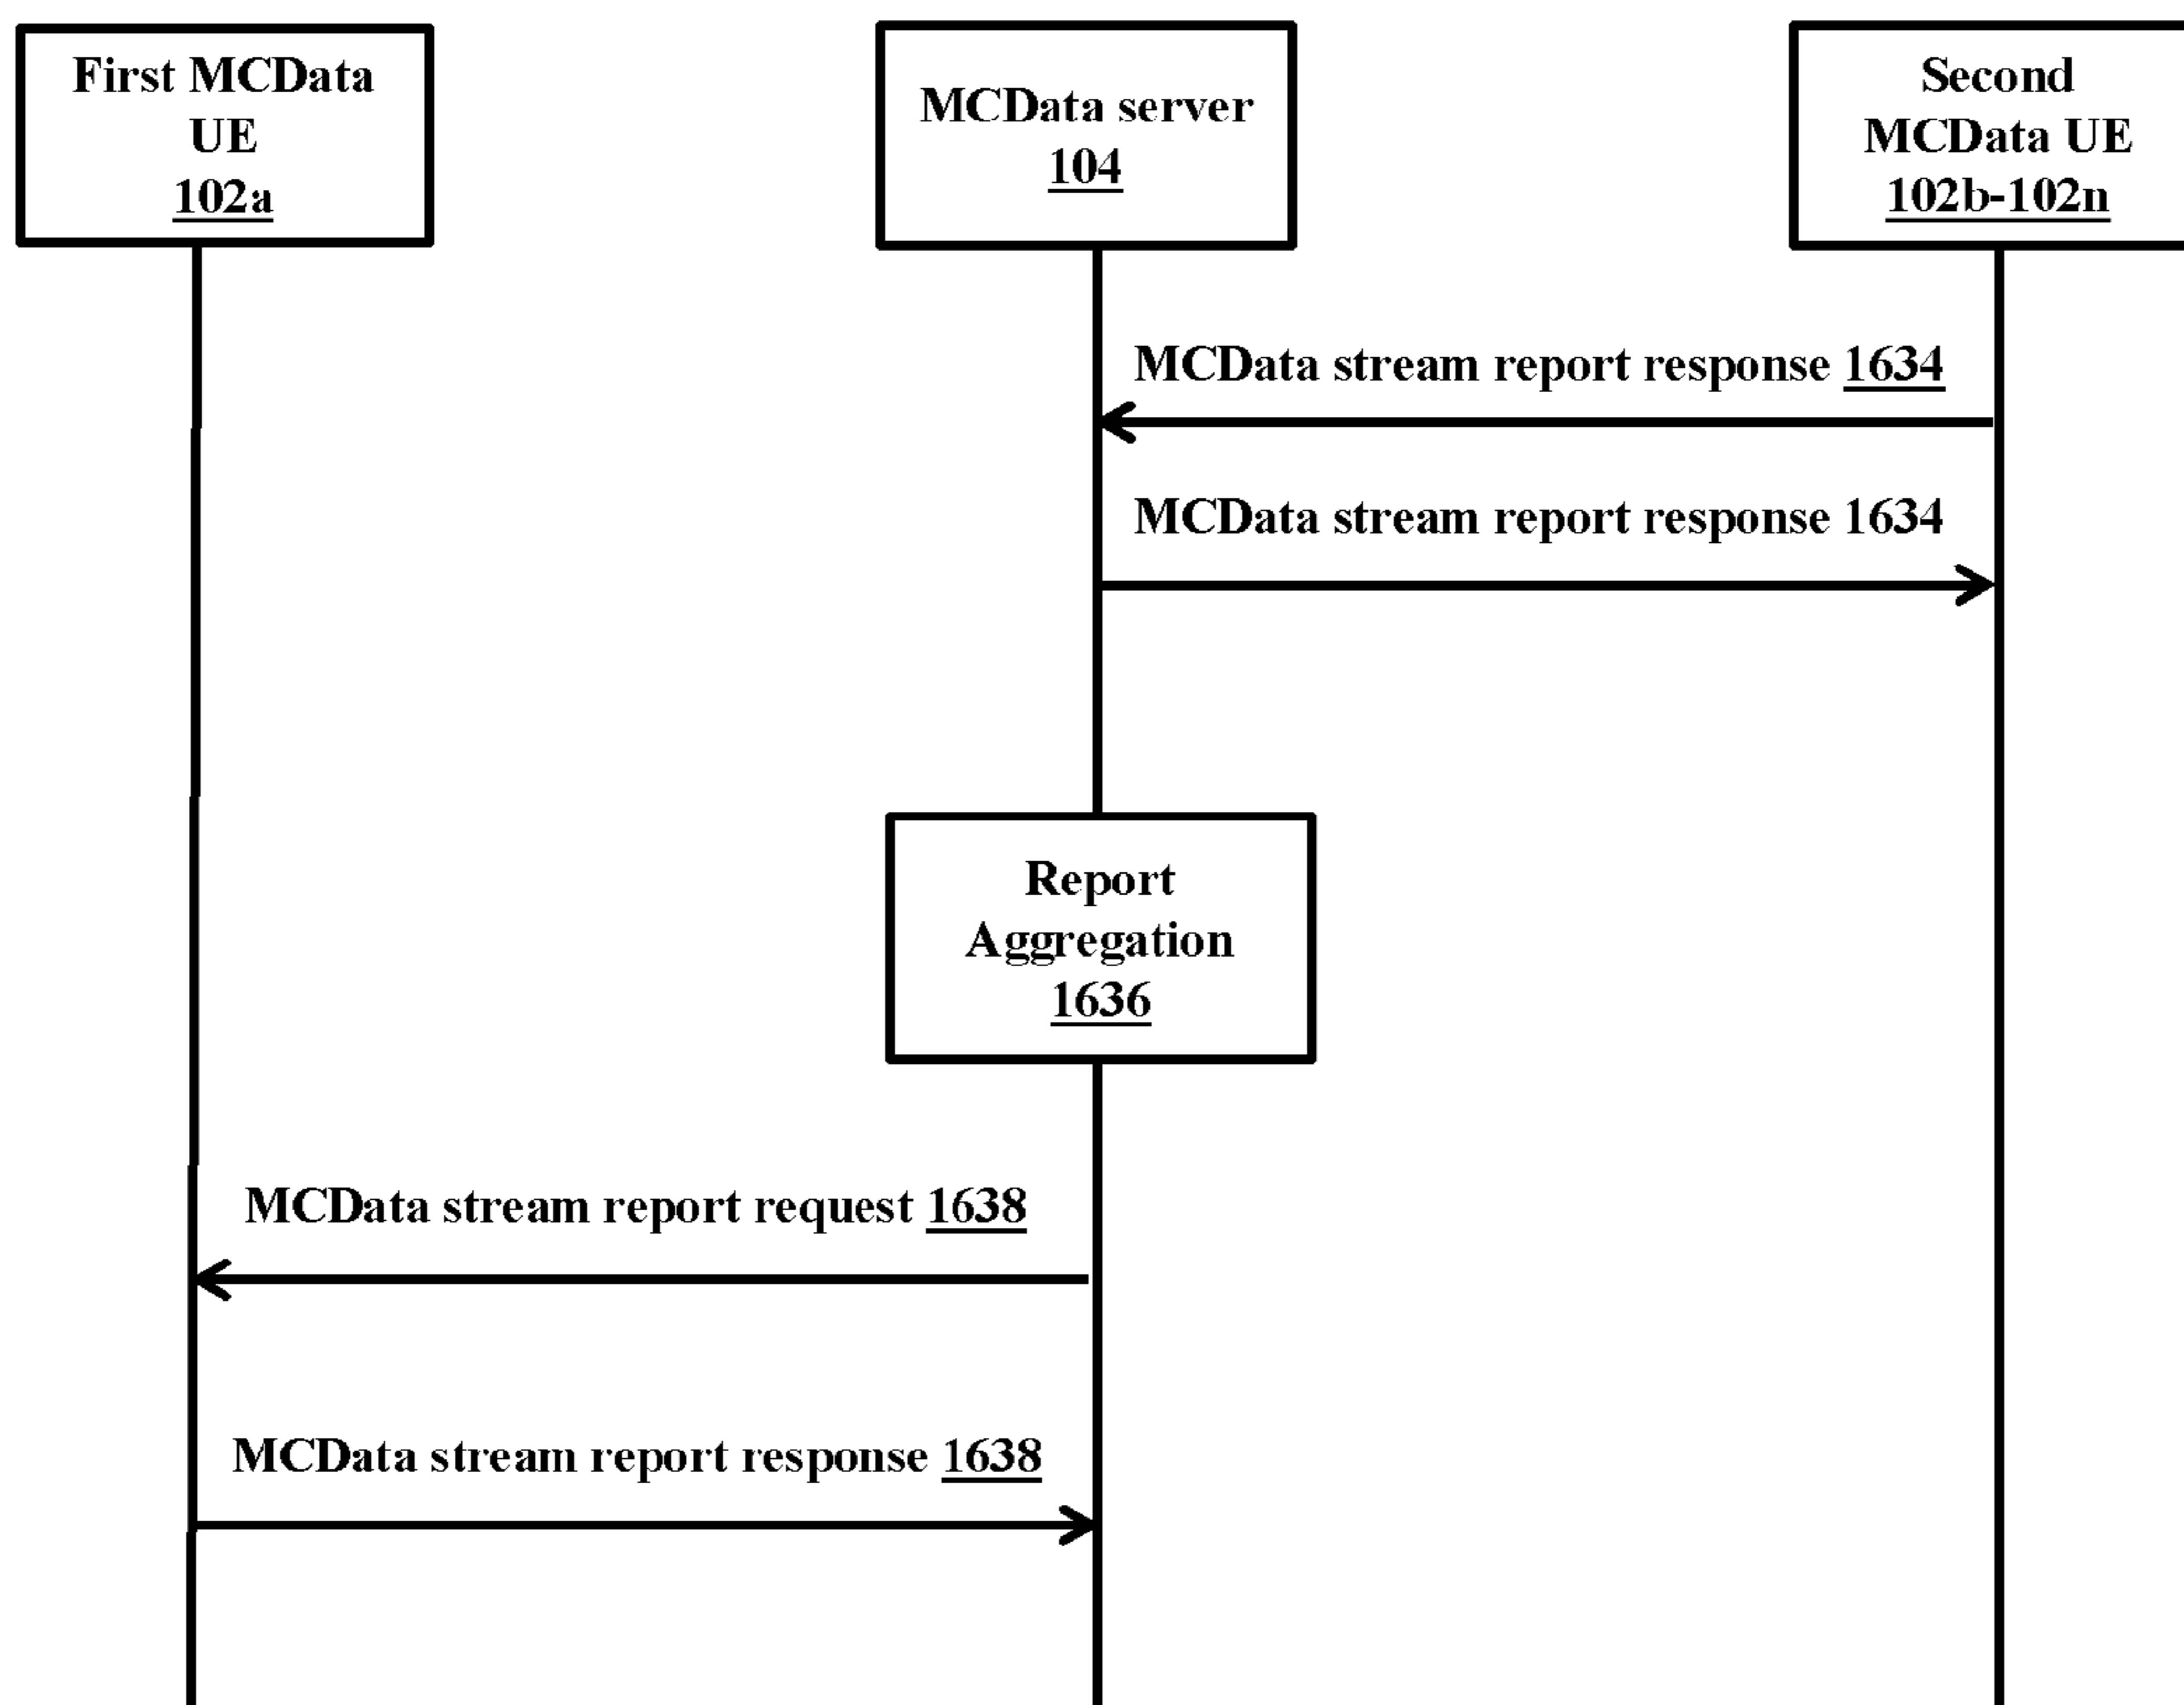 First MCData
UE
102a
MCData server
104
Second
MCData UE
102b-102n
MCData stream report response 1634
MCData stream report response 1634
Report
Aggregation
1636
MCData stream report request 1638
MCData stream report response 1638